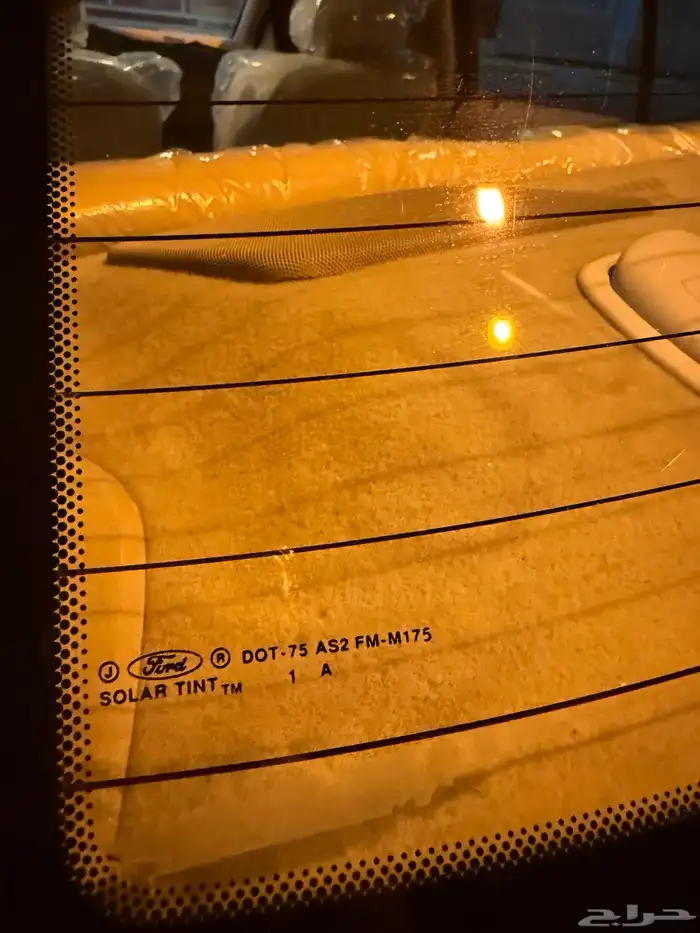 J Ford ® DOT-75 AS2 FM-M175
SOLAR TINT TM 1 A
حراج